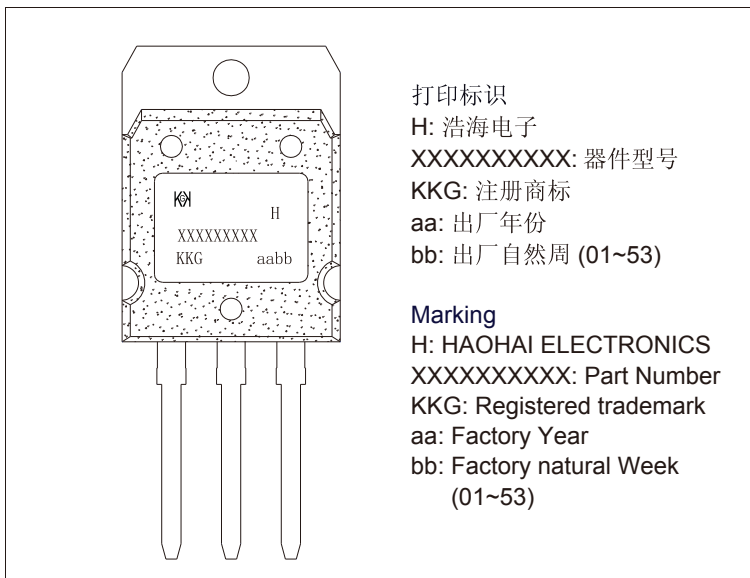 H
XXXXXXXXX
KKG aabb
打印标识
H: 浩海电子
XXXXXXXXXX: 器件型号
KKG: 注册商标
aa: 出厂年份
bb: 出厂自然周 (01~53)
Marking
H: HAOHAI ELECTRONICS
XXXXXXXXXX: Part Number
KKG: Registered trademark
aa: Factory Year
bb: Factory natural Week
(01~53)